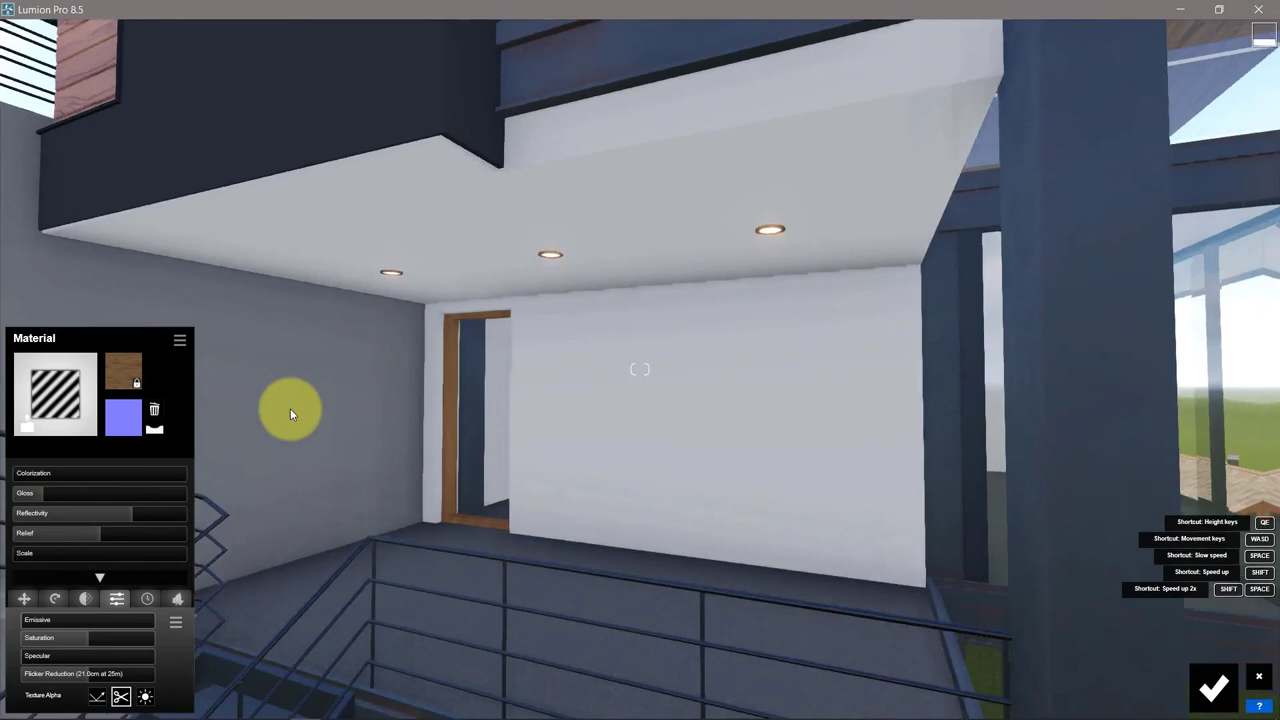 Lumion Pro 8.5
Material
Colorization
Gloss
Reflectivity
Relief
Scale
Emissive
Saturation
Specular
Flicker Reduction (21.0cm at 25m)
Texture Alpha
Shortcut: Height keys QE
Shortcut: Movement keys WASD
Shortcut: Slow speed SPACE
Shortcut: Speed up SHIFT
Shortcut: Speed up 2x SHIFT SPACE
?